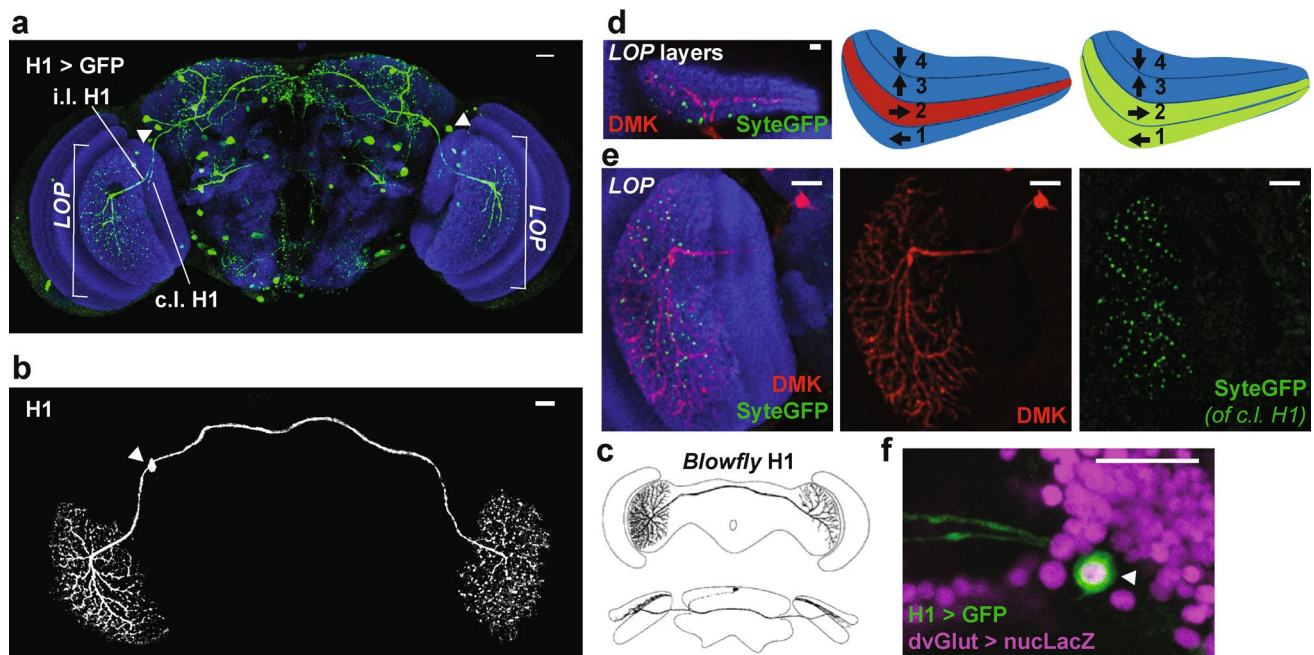 a
H1 > GFP
i.l. H1
LOP
LOP
c.l. H1
b
H1
d
LOP layers
DMK SyteGFP
4
3
2
1
4
3
2
1
e
LOP
DMK
SyteGFP
DMK
SyteGFP
(of c.l. H1)
c
Blowfly H1
f
H1 > GFP
dvGlut > nucLacZ